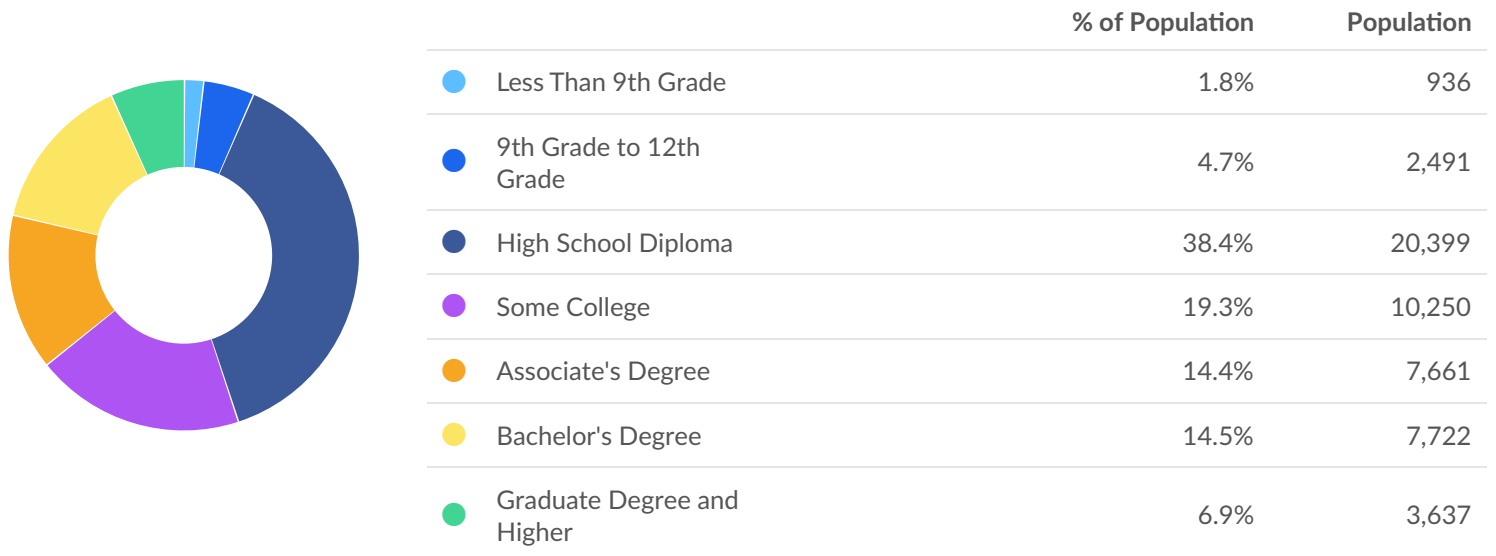 % of Population Population
Less Than 9th Grade 1.8% 936
9th Grade to 12th
Grade 4.7% 2,491
High School Diploma 38.4% 20,399
Some College 19.3% 10,250
Associate's Degree 14.4% 7,661
Bachelor's Degree 14.5% 7,722
Graduate Degree and
Higher 6.9% 3,637